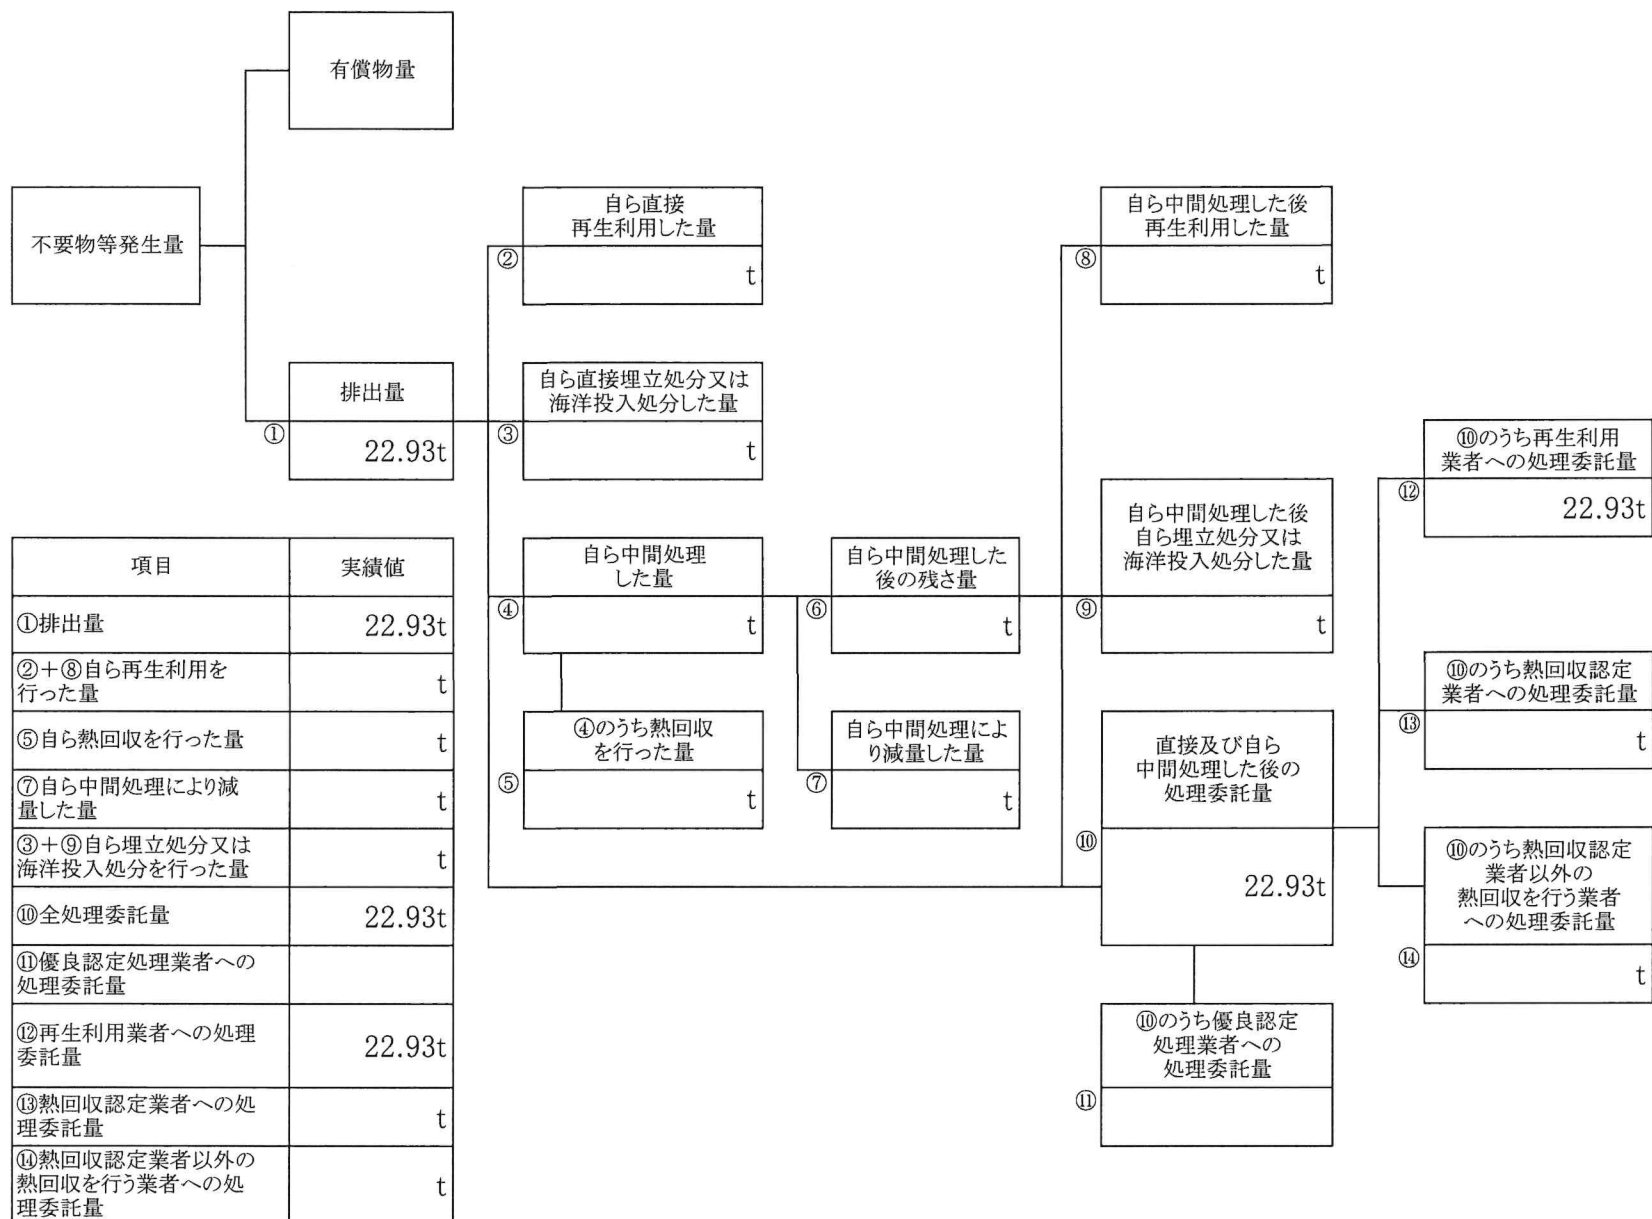 有償物量
不要物等発生量
自ら直接
再生利用した量
②
t
自ら中間処理した後
再生利用した量
⑧
t
排出量
①
22.93t
自ら直接埋立処分又は
海洋投入処分した量
③
t
⑩のうち再生利用
業者への処理委託量
⑫
22.93t
自ら中間処理
した量
④
t
自ら中間処理した
後の残さ量
⑥
t
自ら中間処理した後
自ら埋立処分又は
海洋投入処分した量
⑨
t
⑩のうち熱回収認定
業者への処理委託量
⑬
t
④のうち熱回収
を行った量
⑤
t
自ら中間処理によ
り減量した量
⑦
t
直接及び自ら
中間処理した後の
処理委託量
⑩
22.93t
⑩のうち熱回収認定
業者以外の
熱回収を行う業者
への処理委託量
⑭
t
⑩のうち優良認定
処理業者への
処理委託量
⑪
項目 実績値
①排出量 22.93t
②+⑧自ら再生利用を
行った量 t
⑤自ら熱回収を行った量 t
⑦自ら中間処理により減
量した量 t
③+⑨自ら埋立処分又は
海洋投入処分を行った量 t
⑩全処理委託量 22.93t
⑪優良認定処理業者への
処理委託量
⑫再生利用業者への処理
委託量 22.93t
⑬熱回収認定業者への処
理委託量 t
⑭熱回収認定業者以外の
熱回収を行う業者への処
理委託量 t